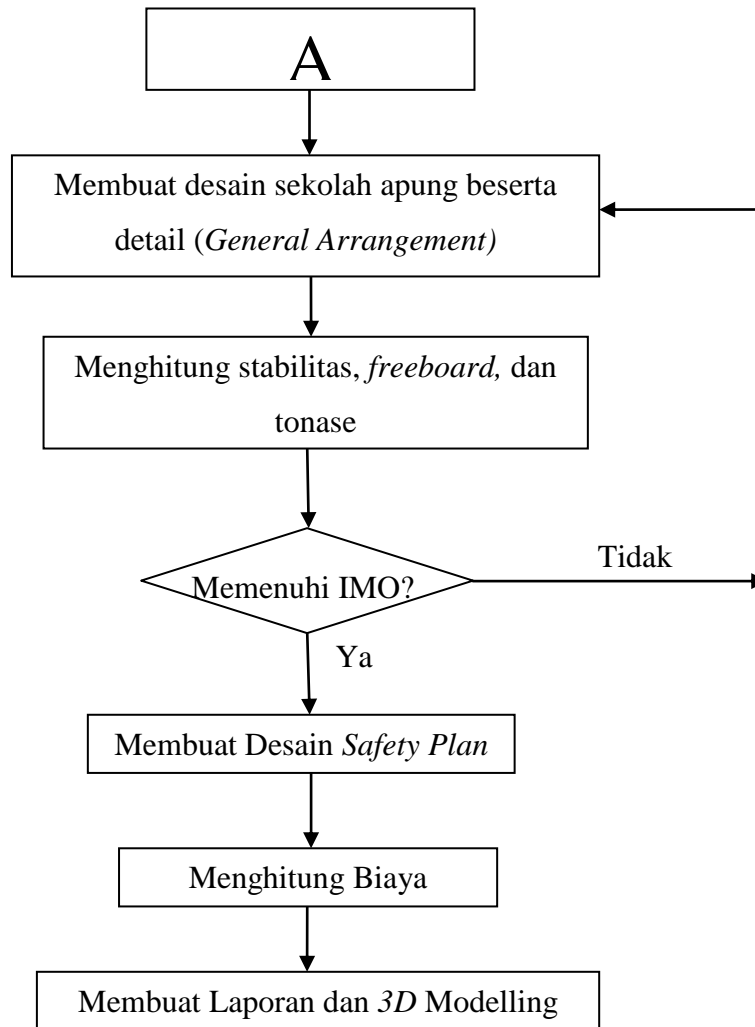 A
Membuat desain sekolah apung beserta
detail (General Arrangement)
Menghitung stabilitas, freeboard, dan
tonase
Memenuhi IMO?
Tidak
Ya
Membuat Desain Safety Plan
Menghitung Biaya
Membuat Laporan dan 3D Modelling